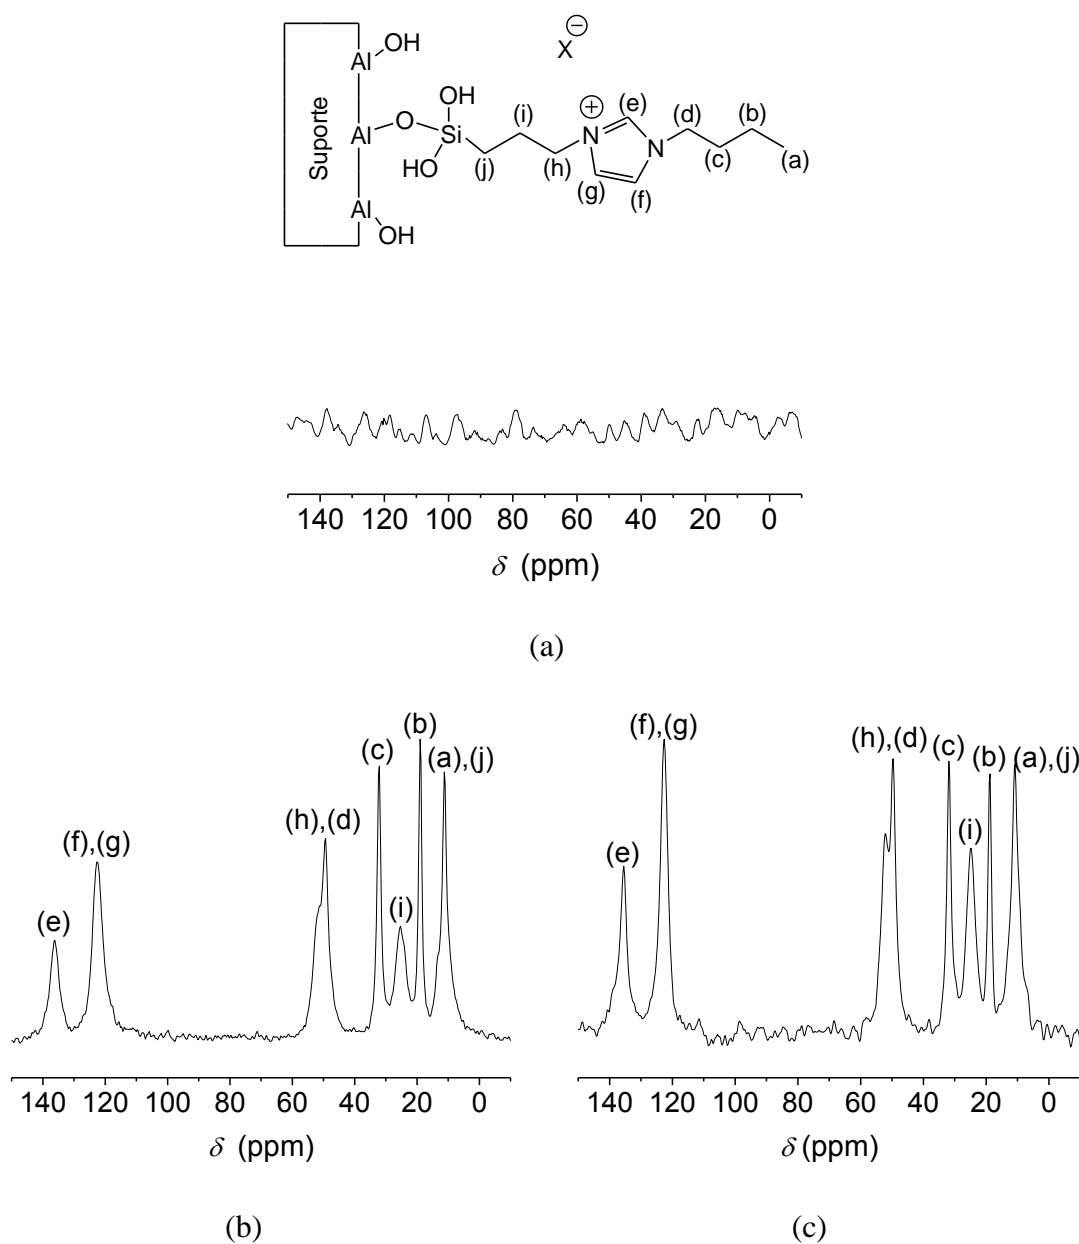 X ⊖
Al OH
OH (i) ⊕ (e) (d) (b)
Suporte Al O Si N N
HO (j) (h) (g) (f) (c) (a)
Al OH
140 120 100 80 60 40 20 0
δ (ppm)
(a)
(e) (f),(g) (h),(d) (c) (i) (b) (a),(j)
140 120 100 80 60 40 20 0
δ (ppm)
(b)
(e) (f),(g) (h),(d) (c) (i) (b) (a),(j)
140 120 100 80 60 40 20 0
δ (ppm)
(c)